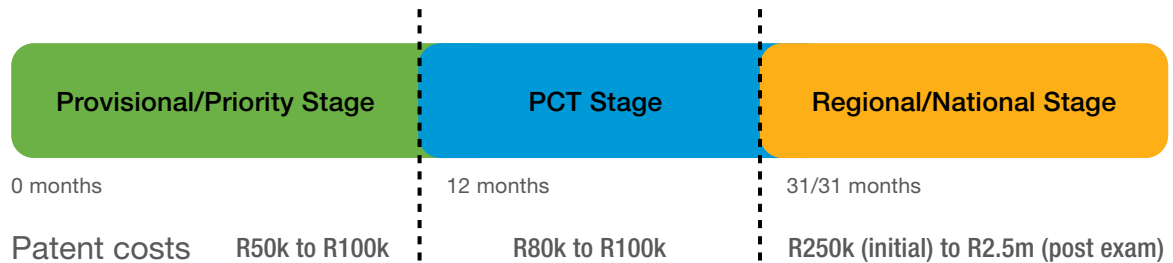 Provisional/Priority Stage PCT Stage Regional/National Stage
0 months 12 months 31/31 months
Patent costs R50k to R100k R80k to R100k R250k (initial) to R2.5m (post exam)